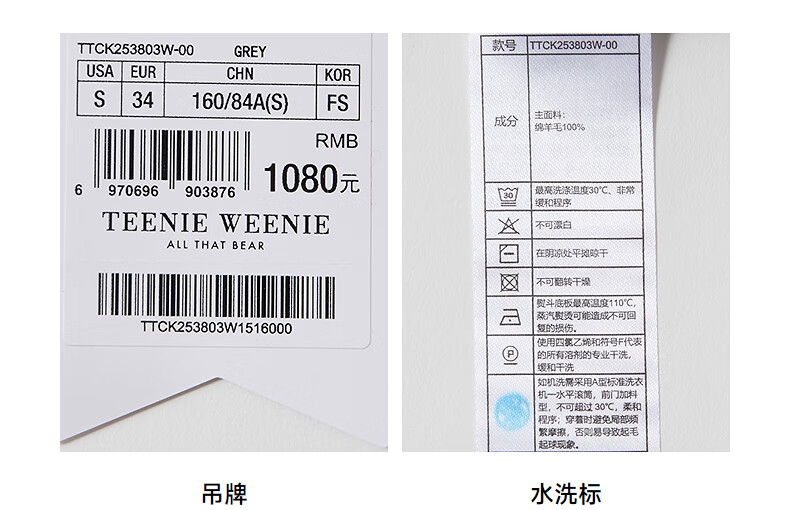 TTCK253803W-00 GREY
USA EUR CHN KOR
S 34 160/84A(S) FS
RMB
1080元
6 970696 903876
TEENIE WEENIE
ALL THAT BEAR
TTCK253803W1516000
吊牌
款号 TTCK253803W-00
成分
主面料:
绵羊毛100%
30
最高洗涤温度30℃、非常
缓和程序
不可漂白
在阴凉处平摊晾干
不可翻转干燥
熨斗底板最高温度110℃,
蒸汽熨烫可能造成不可回
复的损伤。
P
使用四氯乙烯和符号F代表
的所有溶剂的专业干洗,
缓和干洗
如机洗需采用A型标准洗衣
机一水平滚筒,前门加料
型,不可超过 30℃,柔和
程序;穿着时避免局部频
繁摩擦,否则易导致起毛
起球现象。
水洗标